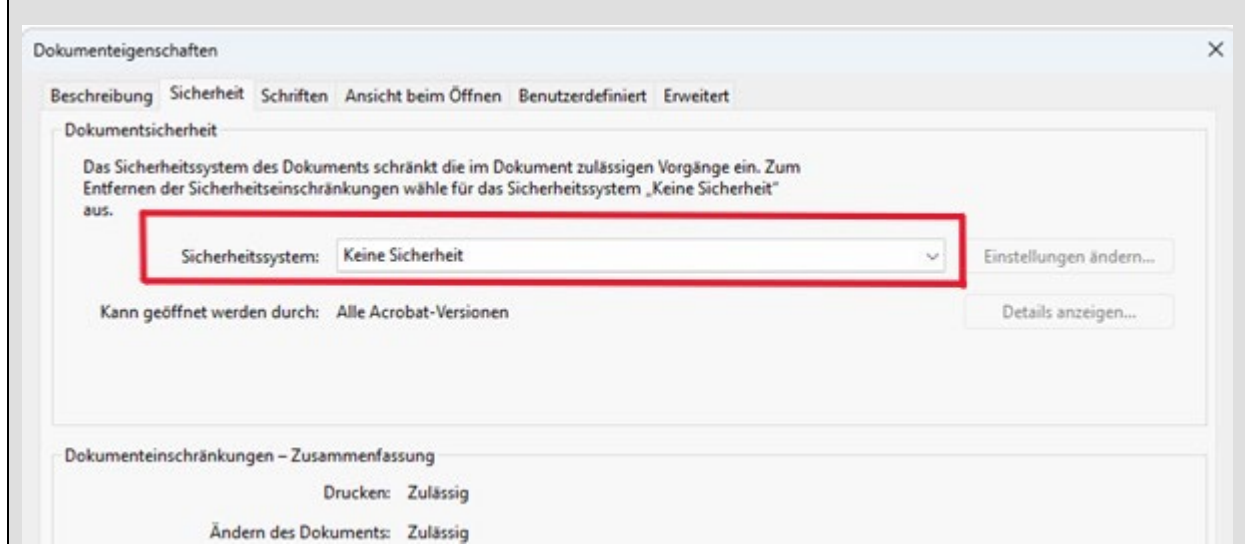 Dokumenteigenschaften
Beschreibung Sicherheit Schriften Ansicht beim Öffnen Benutzerdefiniert Erweitert
Dokumentsicherheit
Das Sicherheitssystem des Dokuments schränkt die im Dokument zulässigen Vorgänge ein. Zum
Entfernen der Sicherheitseinschränkungen wähle für das Sicherheitssystem „Keine Sicherheit“
aus.
Sicherheitssystem: Keine Sicherheit Einstellungen ändern...
Kann geöffnet werden durch: Alle Acrobat-Versionen Details anzeigen...
Dokumenteinschränkungen – Zusammenfassung
Drucken: Zulässig
Ändern des Dokuments: Zulässig